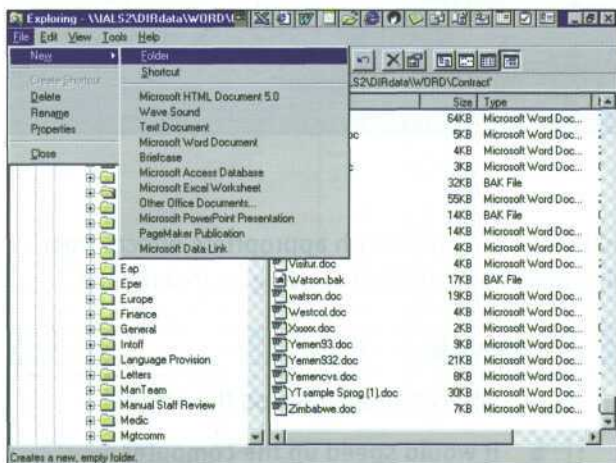 Exploring - \\IALS2\DIRdata\WORD\
File Edit View Tools Help
New
Create Shortcut
Delete
Rename
Properties
Close
Folder
Shortcut
Microsoft HTML Document 5.0
Wave Sound
Text Document
Microsoft Word Document
Briefcase
Microsoft Access Database
Microsoft Excel Worksheet
Other Office Documents...
Microsoft PowerPoint Presentation
PageMaker Publication
Microsoft Data Link
LS2\DIRdata\WORD\Contract'
Size Type
64KB Microsoft Word Doc...
5KB Microsoft Word Doc...
4KB Microsoft Word Doc...
3KB Microsoft Word Doc...
32KB BAK File
55KB Microsoft Word Doc...
14KB BAK File
14KB Microsoft Word Doc...
4KB Microsoft Word Doc...
Visitur.doc 4KB Microsoft Word Doc...
Watson.bak 17KB BAK File
watson.doc 19KB Microsoft Word Doc...
Westcol.doc 4KB Microsoft Word Doc...
Xxxxx.doc 2KB Microsoft Word Doc...
Yemen93.doc 9KB Microsoft Word Doc...
Yemen932.doc 21KB Microsoft Word Doc...
Yemencvs.doc 8KB Microsoft Word Doc...
YTsample Sprog (1).doc 30KB Microsoft Word Doc...
Zimbabwe.doc 7KB Microsoft Word Doc...
Eap
Eper
Europe
Finance
General
Intoff
Language Provision
Letters
ManTeam
Manual Staff Review
Medic
Mgtcomm
Creates a new, empty folder.